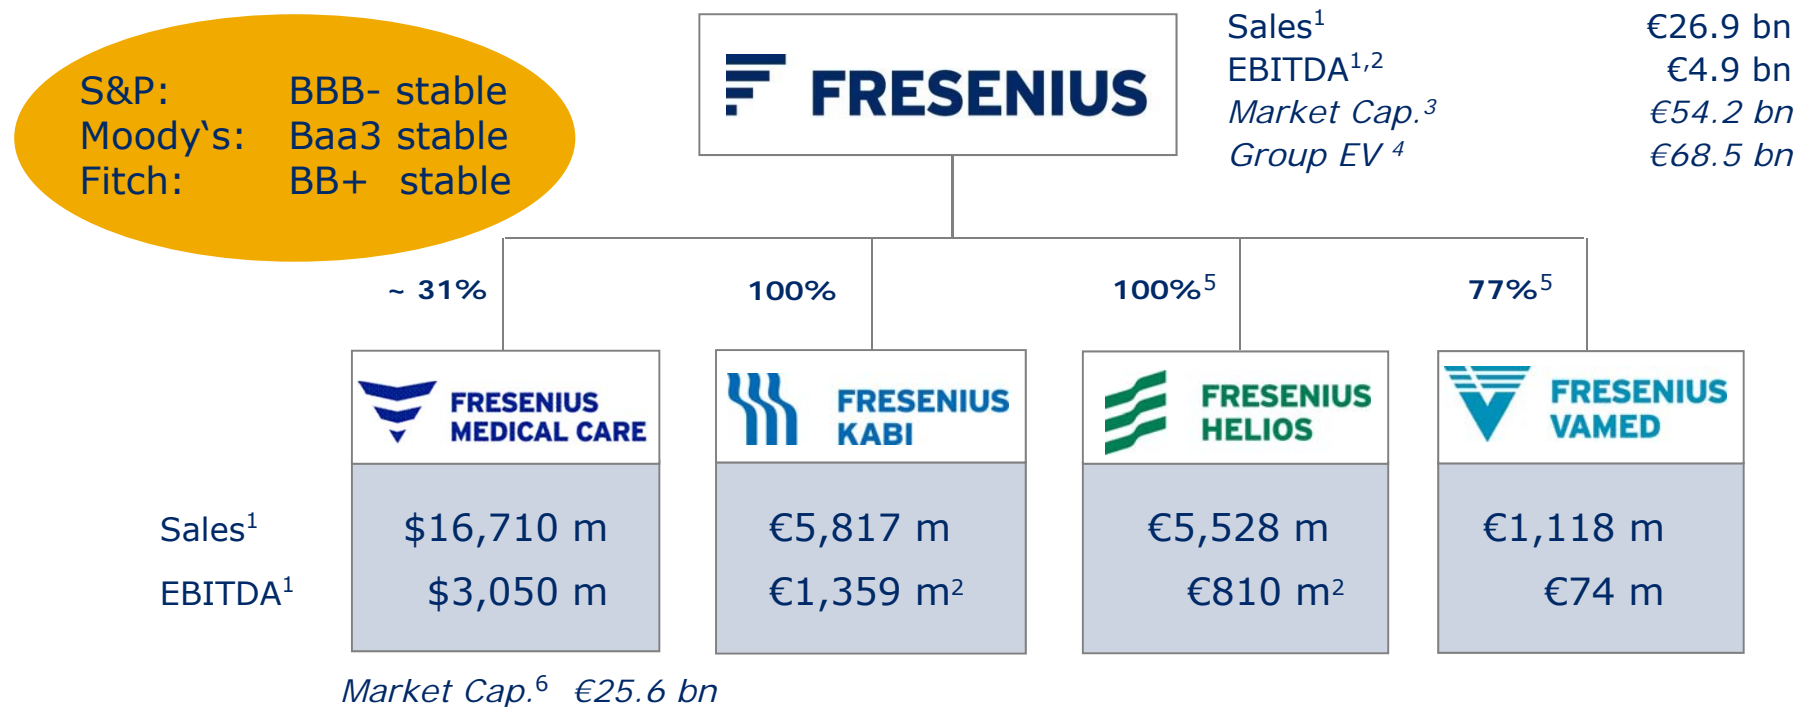 S&P: BBB- stable
Moody‘s: Baa3 stable
Fitch: BB+ stable
FRESENIUS
Sales¹ €26.9 bn
EBITDA¹,² €4.9 bn
Market Cap.³ €54.2 bn
Group EV ⁴ €68.5 bn
~ 31% 100% 100%⁵ 77%⁵
FRESENIUS
MEDICAL CARE
FRESENIUS
KABI
FRESENIUS
HELIOS
FRESENIUS
VAMED
Sales¹ $16,710 m €5,817 m €5,528 m €1,118 m
EBITDA¹ $3,050 m €1,359 m² €810 m² €74 m
Market Cap.⁶ €25.6 bn